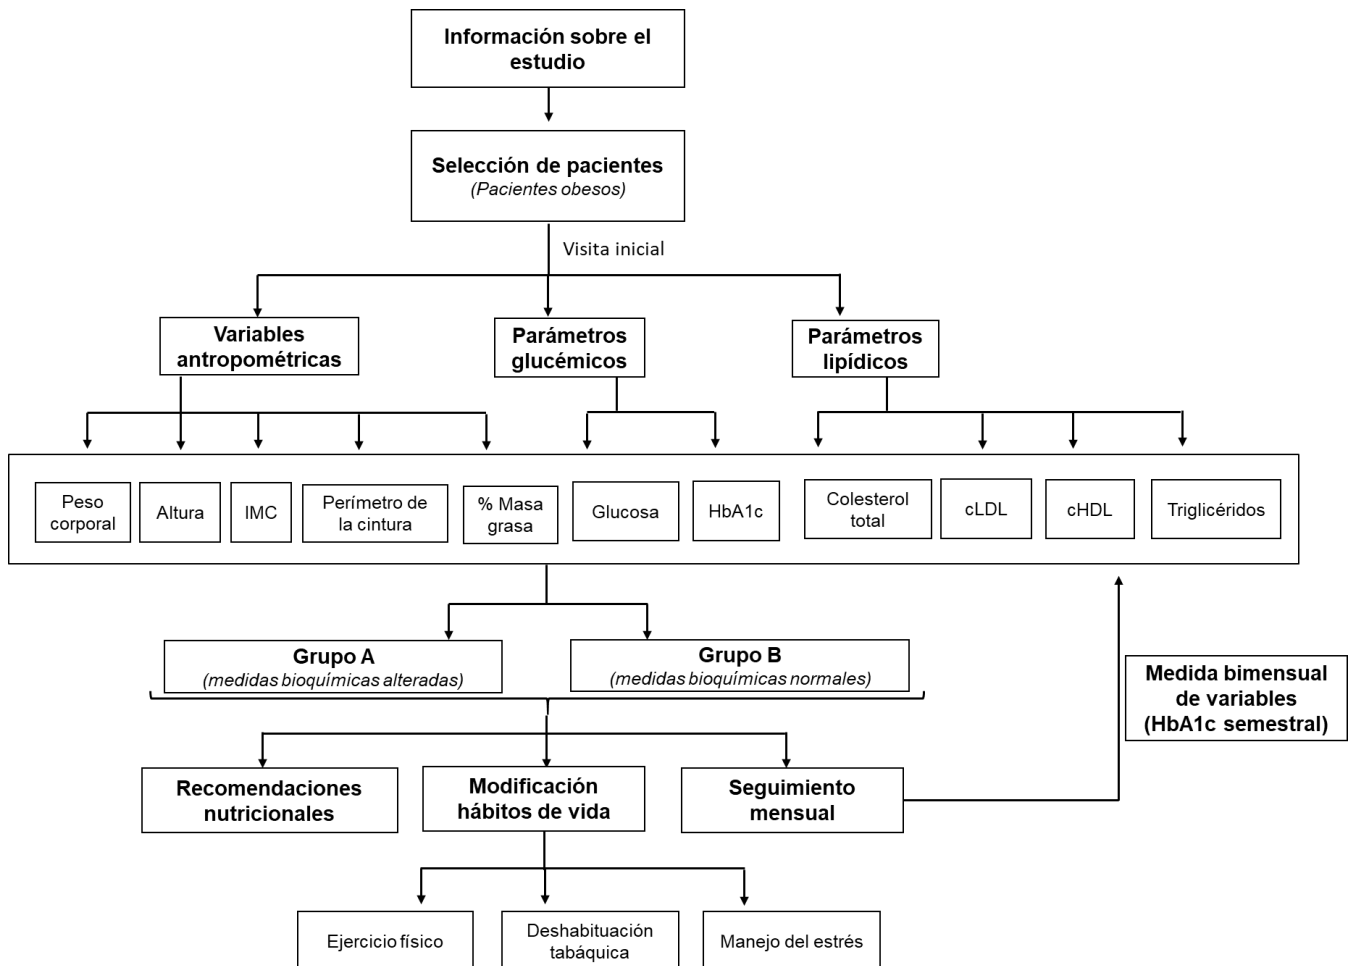 Información sobre el
estudio
Selección de pacientes
(Pacientes obesos)
Visita inicial
Variables
antropométricas
Parámetros
glucémicos
Parámetros
lipídicos
Peso
corporal
Altura
IMC
Perímetro de
la cintura
% Masa
grasa
Glucosa
HbA1c
Colesterol
total
cLDL
cHDL
Triglicéridos
Grupo A
(medidas bioquímicas alteradas)
Grupo B
(medidas bioquímicas normales)
Medida bimensual
de variables
(HbA1c semestral)
Recomendaciones
nutricionales
Modificación
hábitos de vida
Seguimiento
mensual
Ejercicio físico
Deshabituación
tabáquica
Manejo del estrés